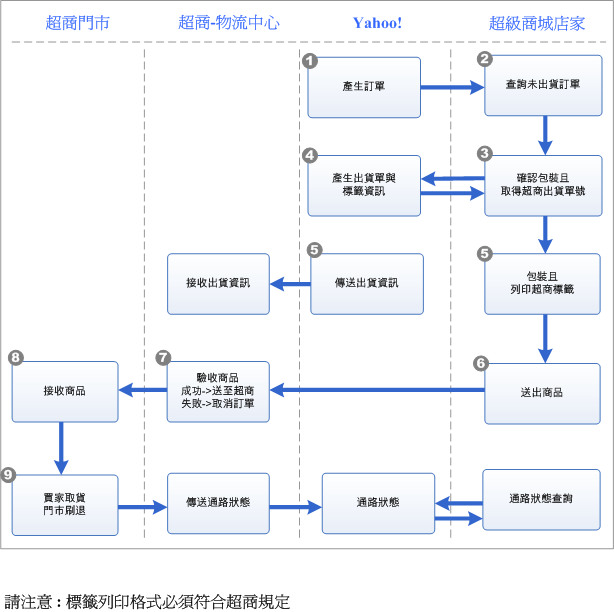 超商門市
超商-物流中心
Yahoo!
超級商城店家
1
產生訂單
2
查詢未出貨訂單
4
產生出貨單與
標籤資訊
3
確認包裝且
取得超商出貨單號
接收出貨資訊
5
傳送出貨資訊
5
包裝且
列印超商標籤
8
接收商品
7
驗收商品
成功->送至超商
失敗->取消訂單
6
送出商品
9
賈家取貨
門市刷退
傳送通路狀態
通路狀態
通路狀態查詢
請注意 : 標籤列印格式必須符合超商規定